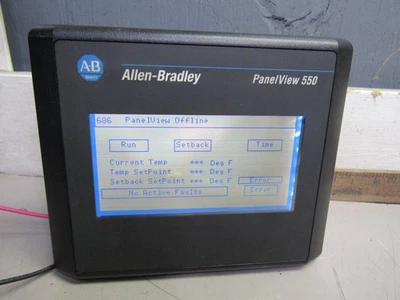 A-B
Allen-Bradley
PanelView 550
686 PanelView Offline
Run Setback Time
Current Temp *** Deg F
Temp SetPoint *** Deg F
Setback SetPoint *** Deg F Error
No Active Faults Error